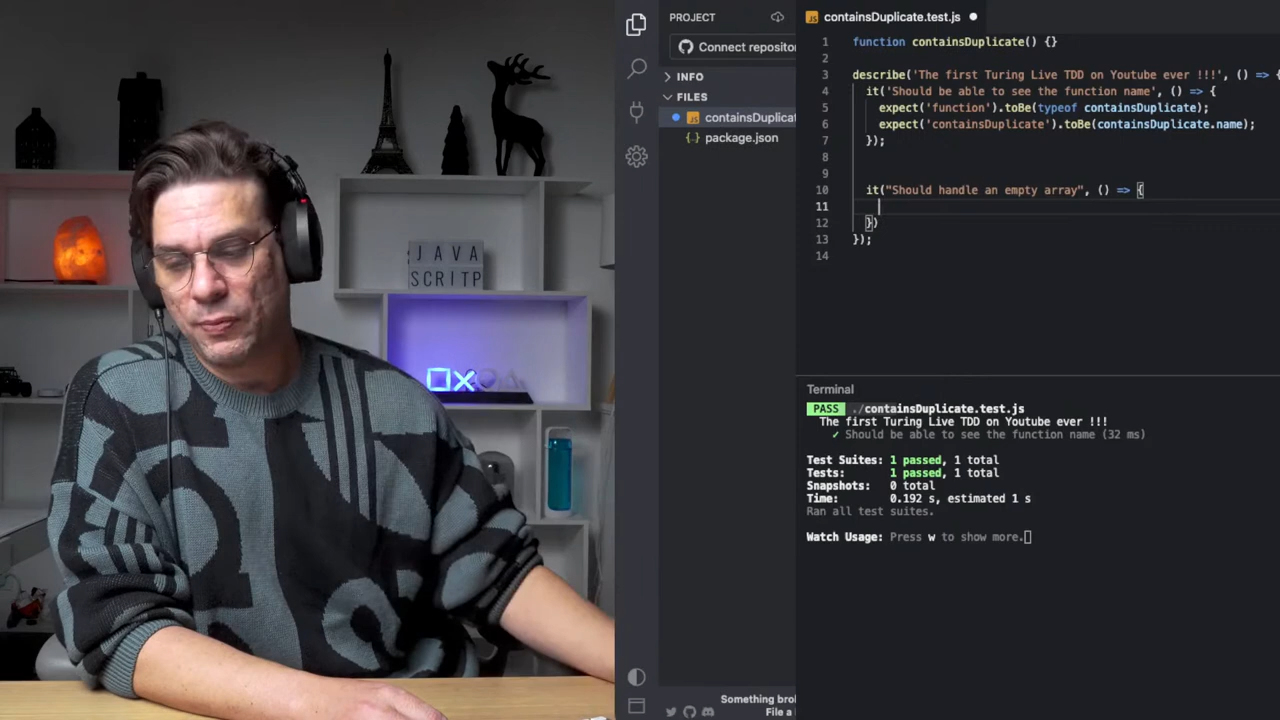 JAVA
SCRITP
PROJECT
Connect reposito
INFO
FILES
containsDuplicat
package.json
Something bro
File a
containsDuplicate.test.js
1 function containsDuplicate() {}
2
3 describe('The first Turing Live TDD on Youtube ever !!!', () => {
4 it('Should be able to see the function name', () => {
5 expect('function').toBe(typeof containsDuplicate);
6 expect('containsDuplicate').toBe(containsDuplicate.name);
7 });
8
9
10 it("Should handle an empty array", () => {
11
12 })
13 });
14
Terminal
PASS ./containsDuplicate.test.js
The first Turing Live TDD on Youtube ever !!!
✓ Should be able to see the function name (32 ms)
Test Suites: 1 passed, 1 total
Tests: 1 passed, 1 total
Snapshots: 0 total
Time: 0.192 s, estimated 1 s
Ran all test suites.
Watch Usage: Press w to show more.